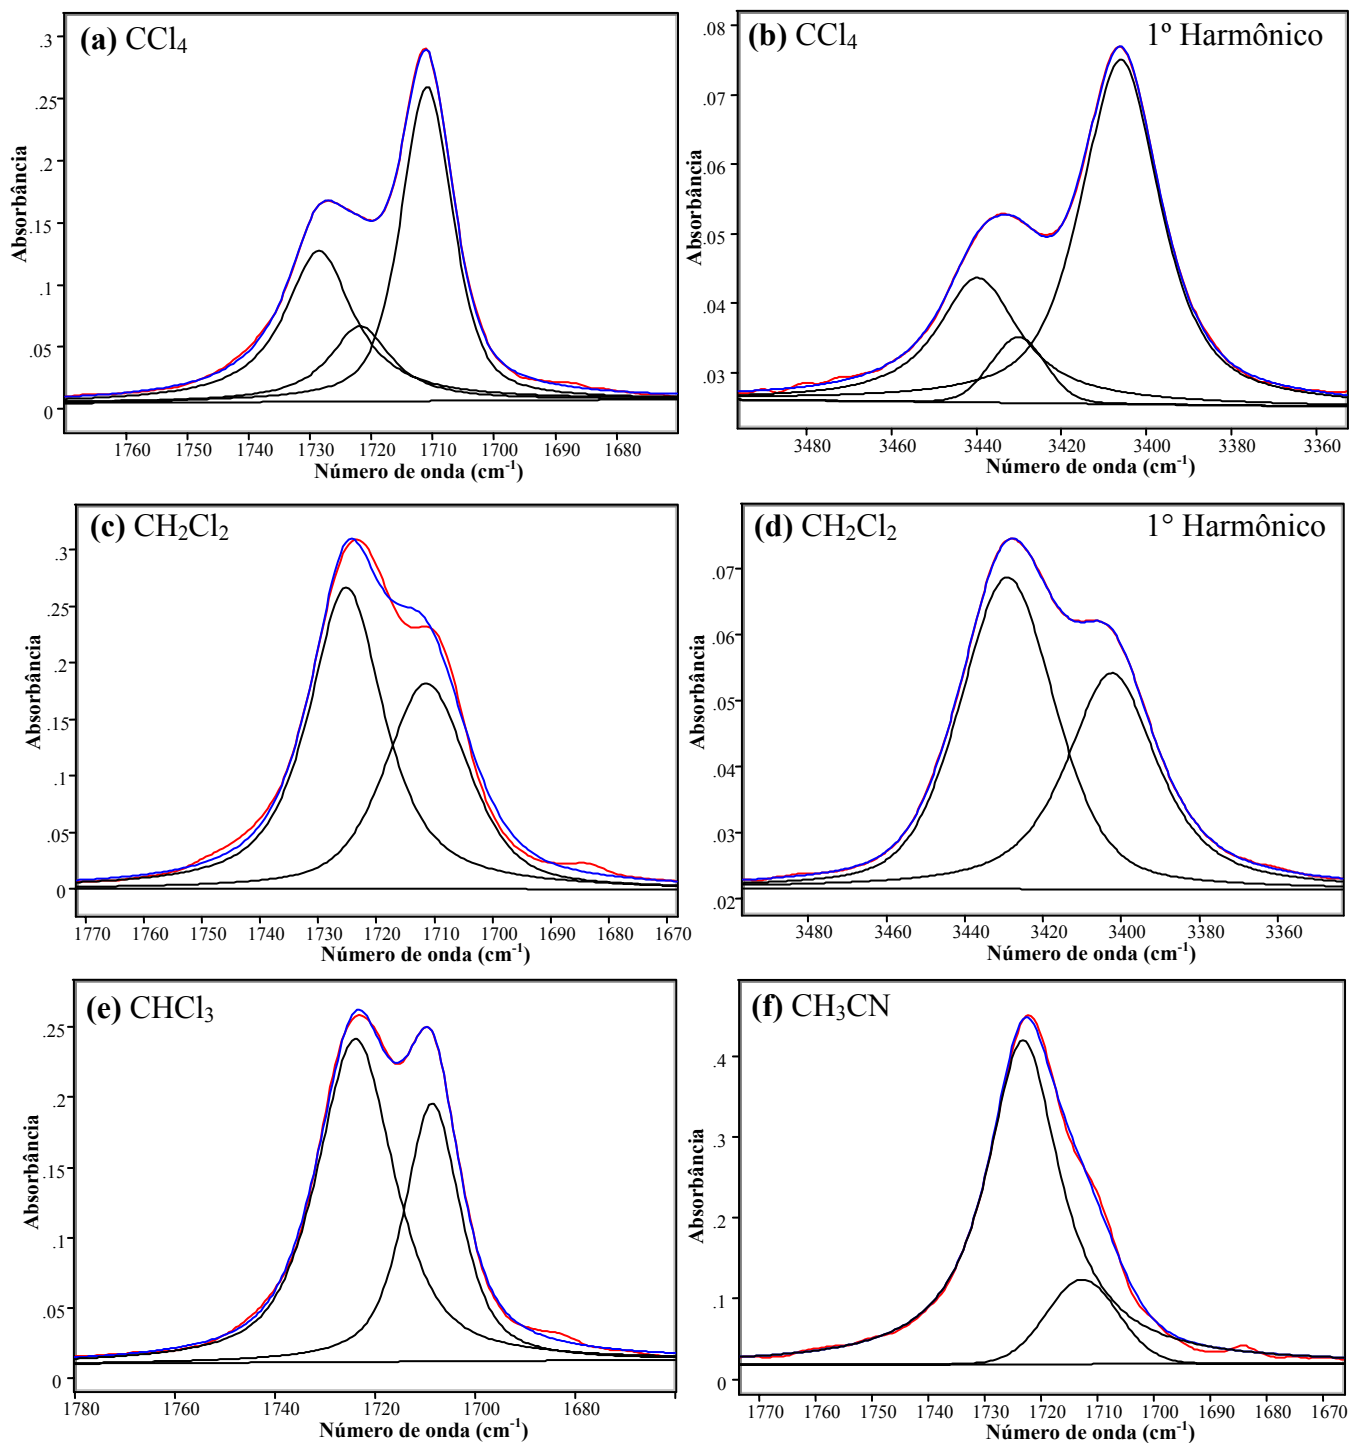 (a) CCl4
.3
.25
.2
.15
.1
.05
0
Absorbância
1760 1750 1740 1730 1720 1710 1700 1690 1680
Número de onda (cm-1)
(b) CCl4 1º Harmônico
.08
.07
.06
.05
.04
.03
Absorbância
3480 3460 3440 3420 3400 3380 3360
Número de onda (cm-1)
(c) CH2Cl2
.3
.25
.2
.15
.1
.05
0
Absorbância
1770 1760 1750 1740 1730 1720 1710 1700 1690 1680 1670
Número de onda (cm-1)
(d) CH2Cl2 1° Harmônico
.07
.06
.05
.04
.03
.02
Absorbância
3480 3460 3440 3420 3400 3380 3360
Número de onda (cm-1)
(e) CHCl3
.25
.2
.15
.1
.05
0
Absorbância
1780 1760 1740 1720 1700 1680
Número de onda (cm-1)
(f) CH3CN
.4
.3
.2
.1
0
Absorbância
1770 1760 1750 1740 1730 1720 1710 1700 1690 1680 1670
Número de onda (cm-1)